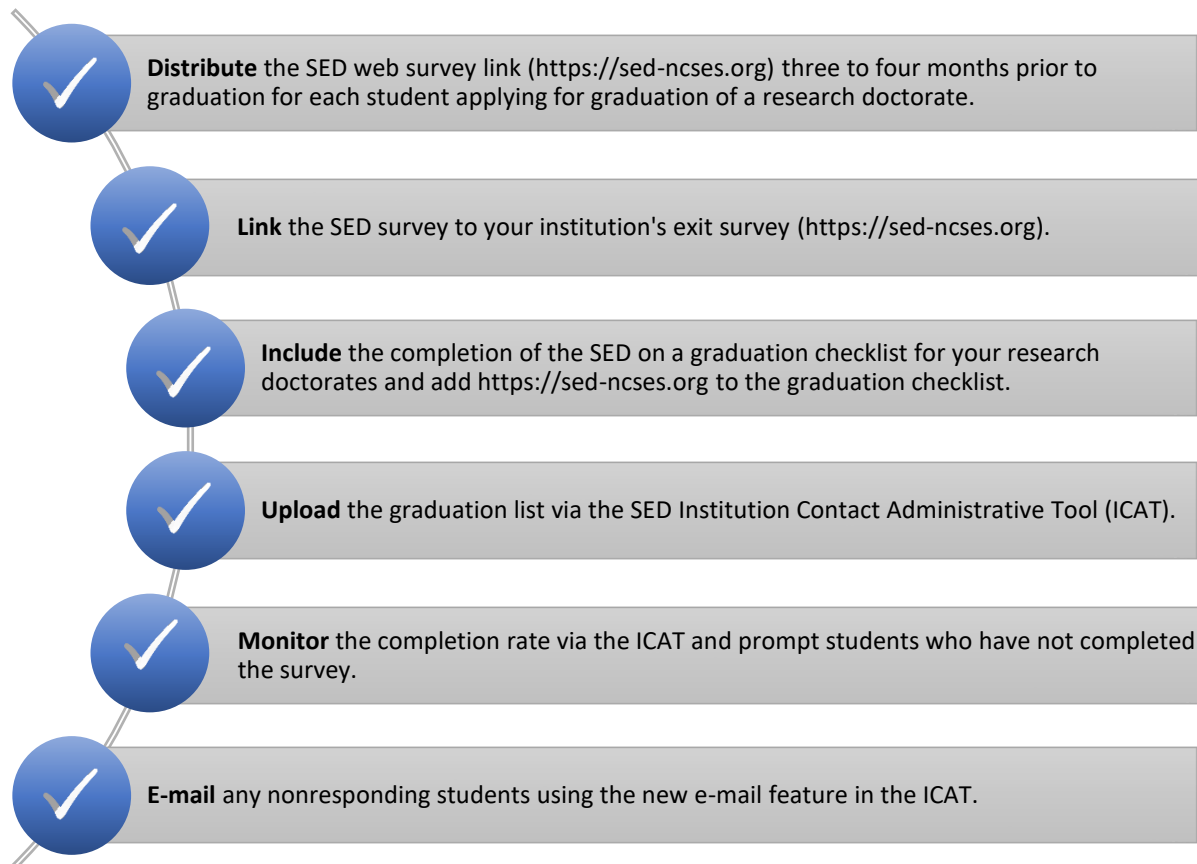 Distribute the SED web survey link (https://sed-ncses.org) three to four months prior to
graduation for each student applying for graduation of a research doctorate.
Link the SED survey to your institution's exit survey (https://sed-ncses.org).
Include the completion of the SED on a graduation checklist for your research
doctorates and add https://sed-ncses.org to the graduation checklist.
Upload the graduation list via the SED Institution Contact Administrative Tool (ICAT).
Monitor the completion rate via the ICAT and prompt students who have not completed
the survey.
E-mail any nonresponding students using the new e-mail feature in the ICAT.